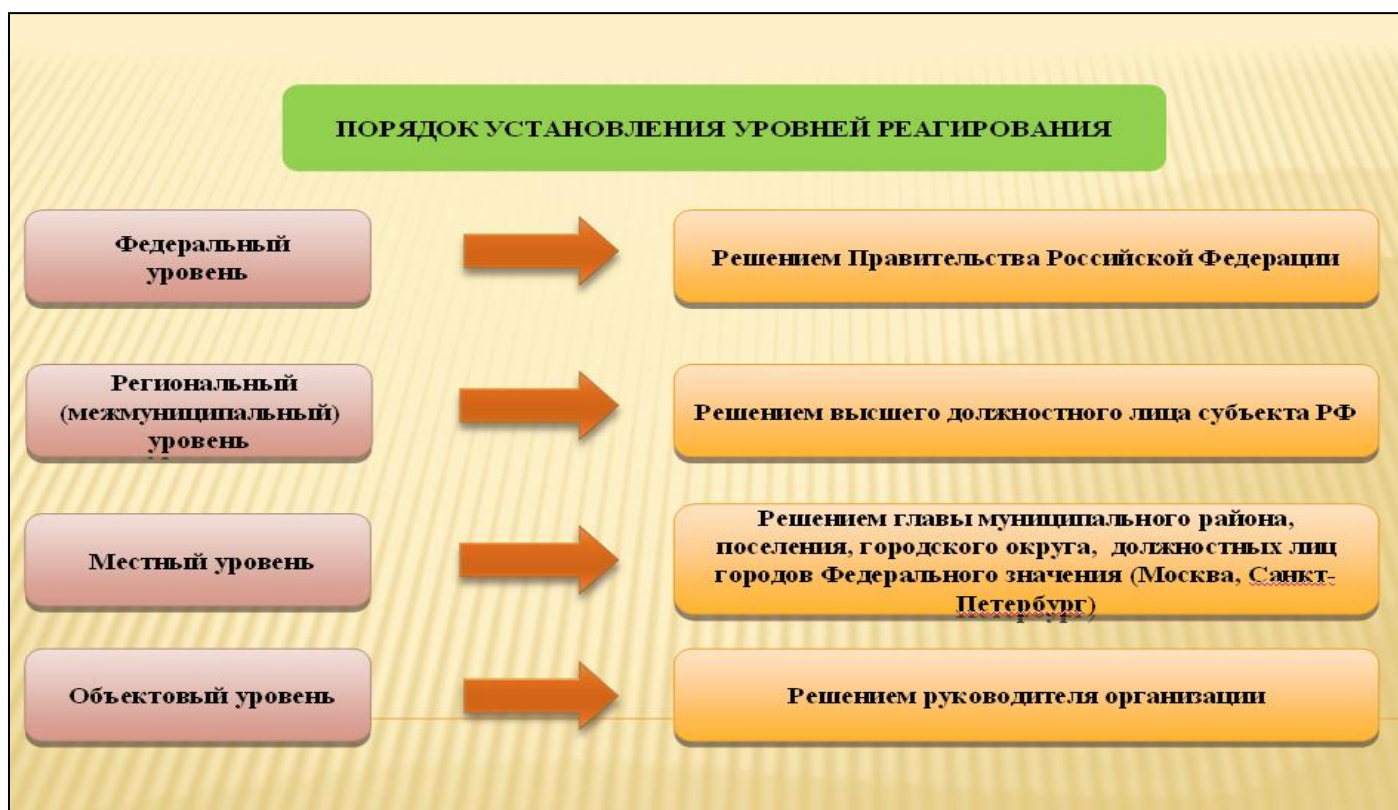 ПОРЯДОК УСТАНОВЛЕНИЯ УРОВНЕЙ РЕАГИРОВАНИЯ
Федеральный
уровень
Решением Правительства Российской Федерации
Региональный
(межмуниципальный)
уровень
Решением высшего должностного лица субъекта РФ
Местный уровень
Решением главы муниципального района,
поселения, городского округа, должностных лиц
городов Федерального значения (Москва, Санкт-
Петербург)
Объектовый уровень
Решением руководителя организации